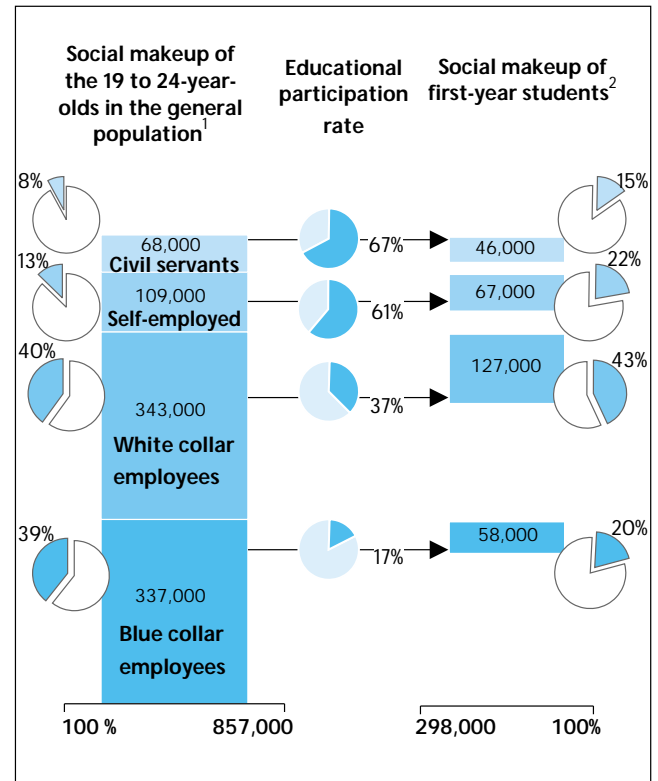 Social makeup of
the 19 to 24-year-
olds in the general
population1
Educational
participation
rate
Social makeup of
first-year students2
8%
68,000
Civil servants
67%
46,000
15%
13%
109,000
Self-employed
61%
67,000
22%
40%
343,000
White collar
employees
37%
127,000
43%
39%
337,000
Blue collar
employees
17%
58,000
20%
100 %
857,000
298,000
100%